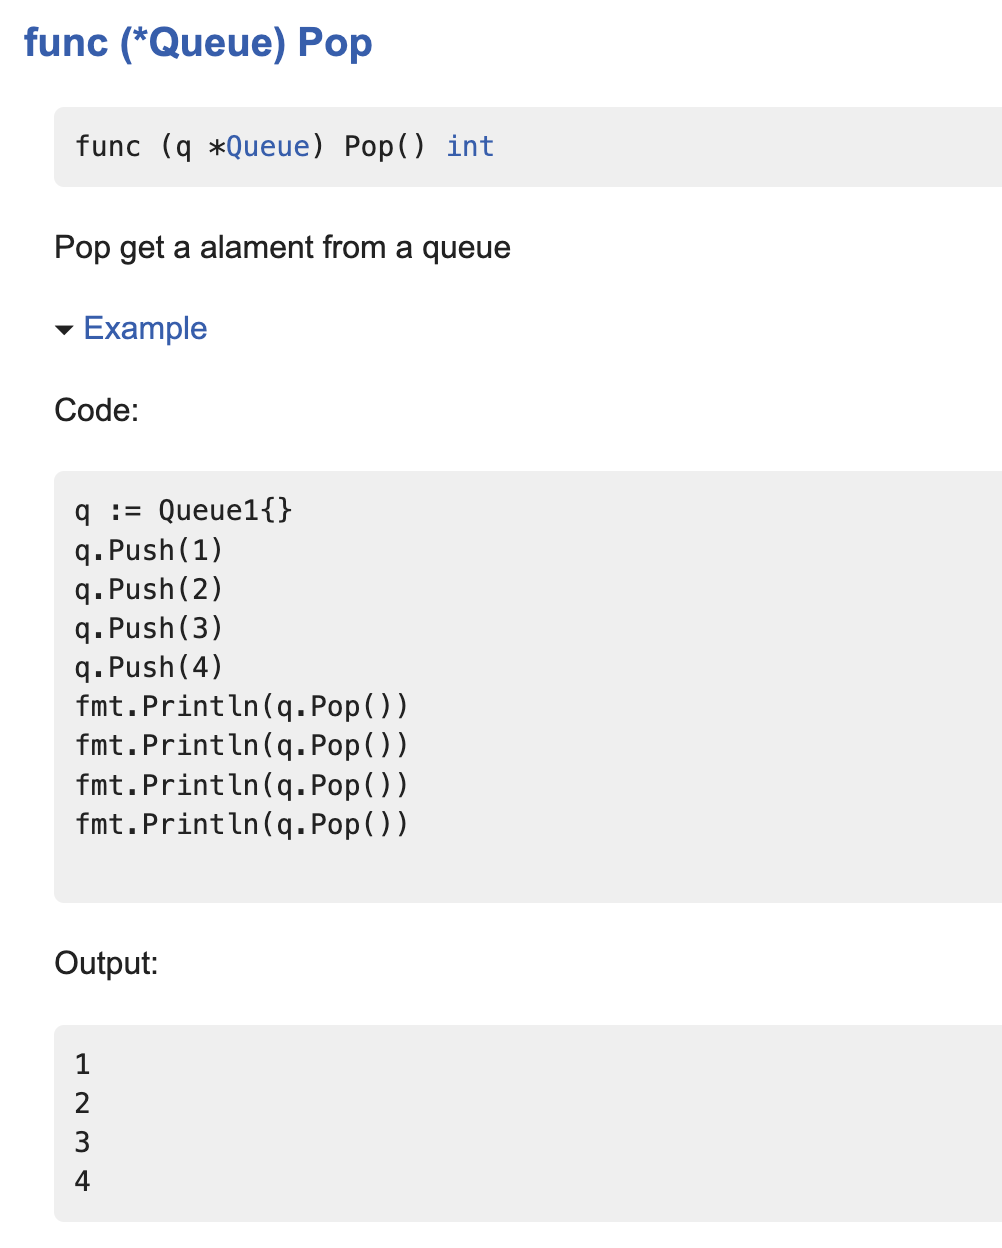 func (*Queue) Pop
func (q *Queue) Pop() int
Pop get a alament from a queue
Example
Code:
q := Queue1{}
q.Push(1)
q.Push(2)
q.Push(3)
q.Push(4)
fmt.Println(q.Pop())
fmt.Println(q.Pop())
fmt.Println(q.Pop())
fmt.Println(q.Pop())
Output:
1
2
3
4